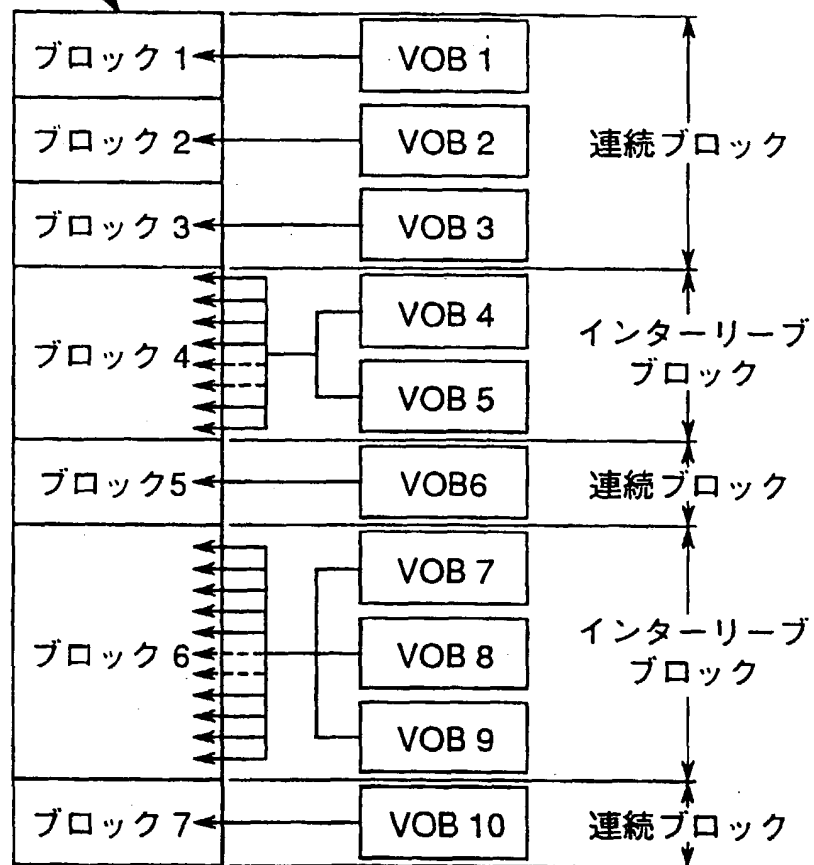 ブロック 1
VOB 1
ブロック 2
VOB 2
連続ブロック
ブロック 3
VOB 3
ブロック 4
VOB 4
VOB 5
インターリーブ
ブロック
ブロック5
VOB6
連続ブロック
ブロック 6
VOB 7
VOB 8
VOB 9
インターリーブ
ブロック
ブロック 7
VOB 10
連続ブロック